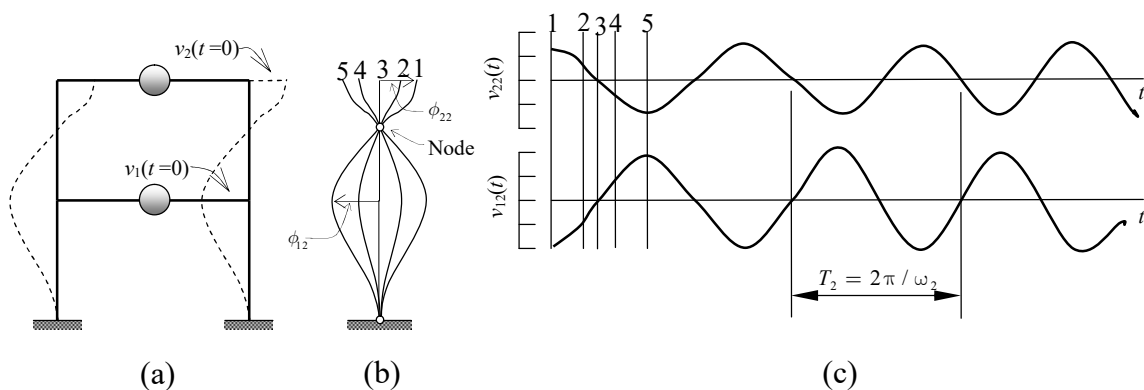 v₂(t=0)
v₁(t=0)
(a)
5 4 3 2 1
ϕ₂₂
Node
ϕ₁₂
(b)
1 2 3 4 5
v₂₂(t)
t
v₁₂(t)
t
T₂ = 2π / ω₂
(c)